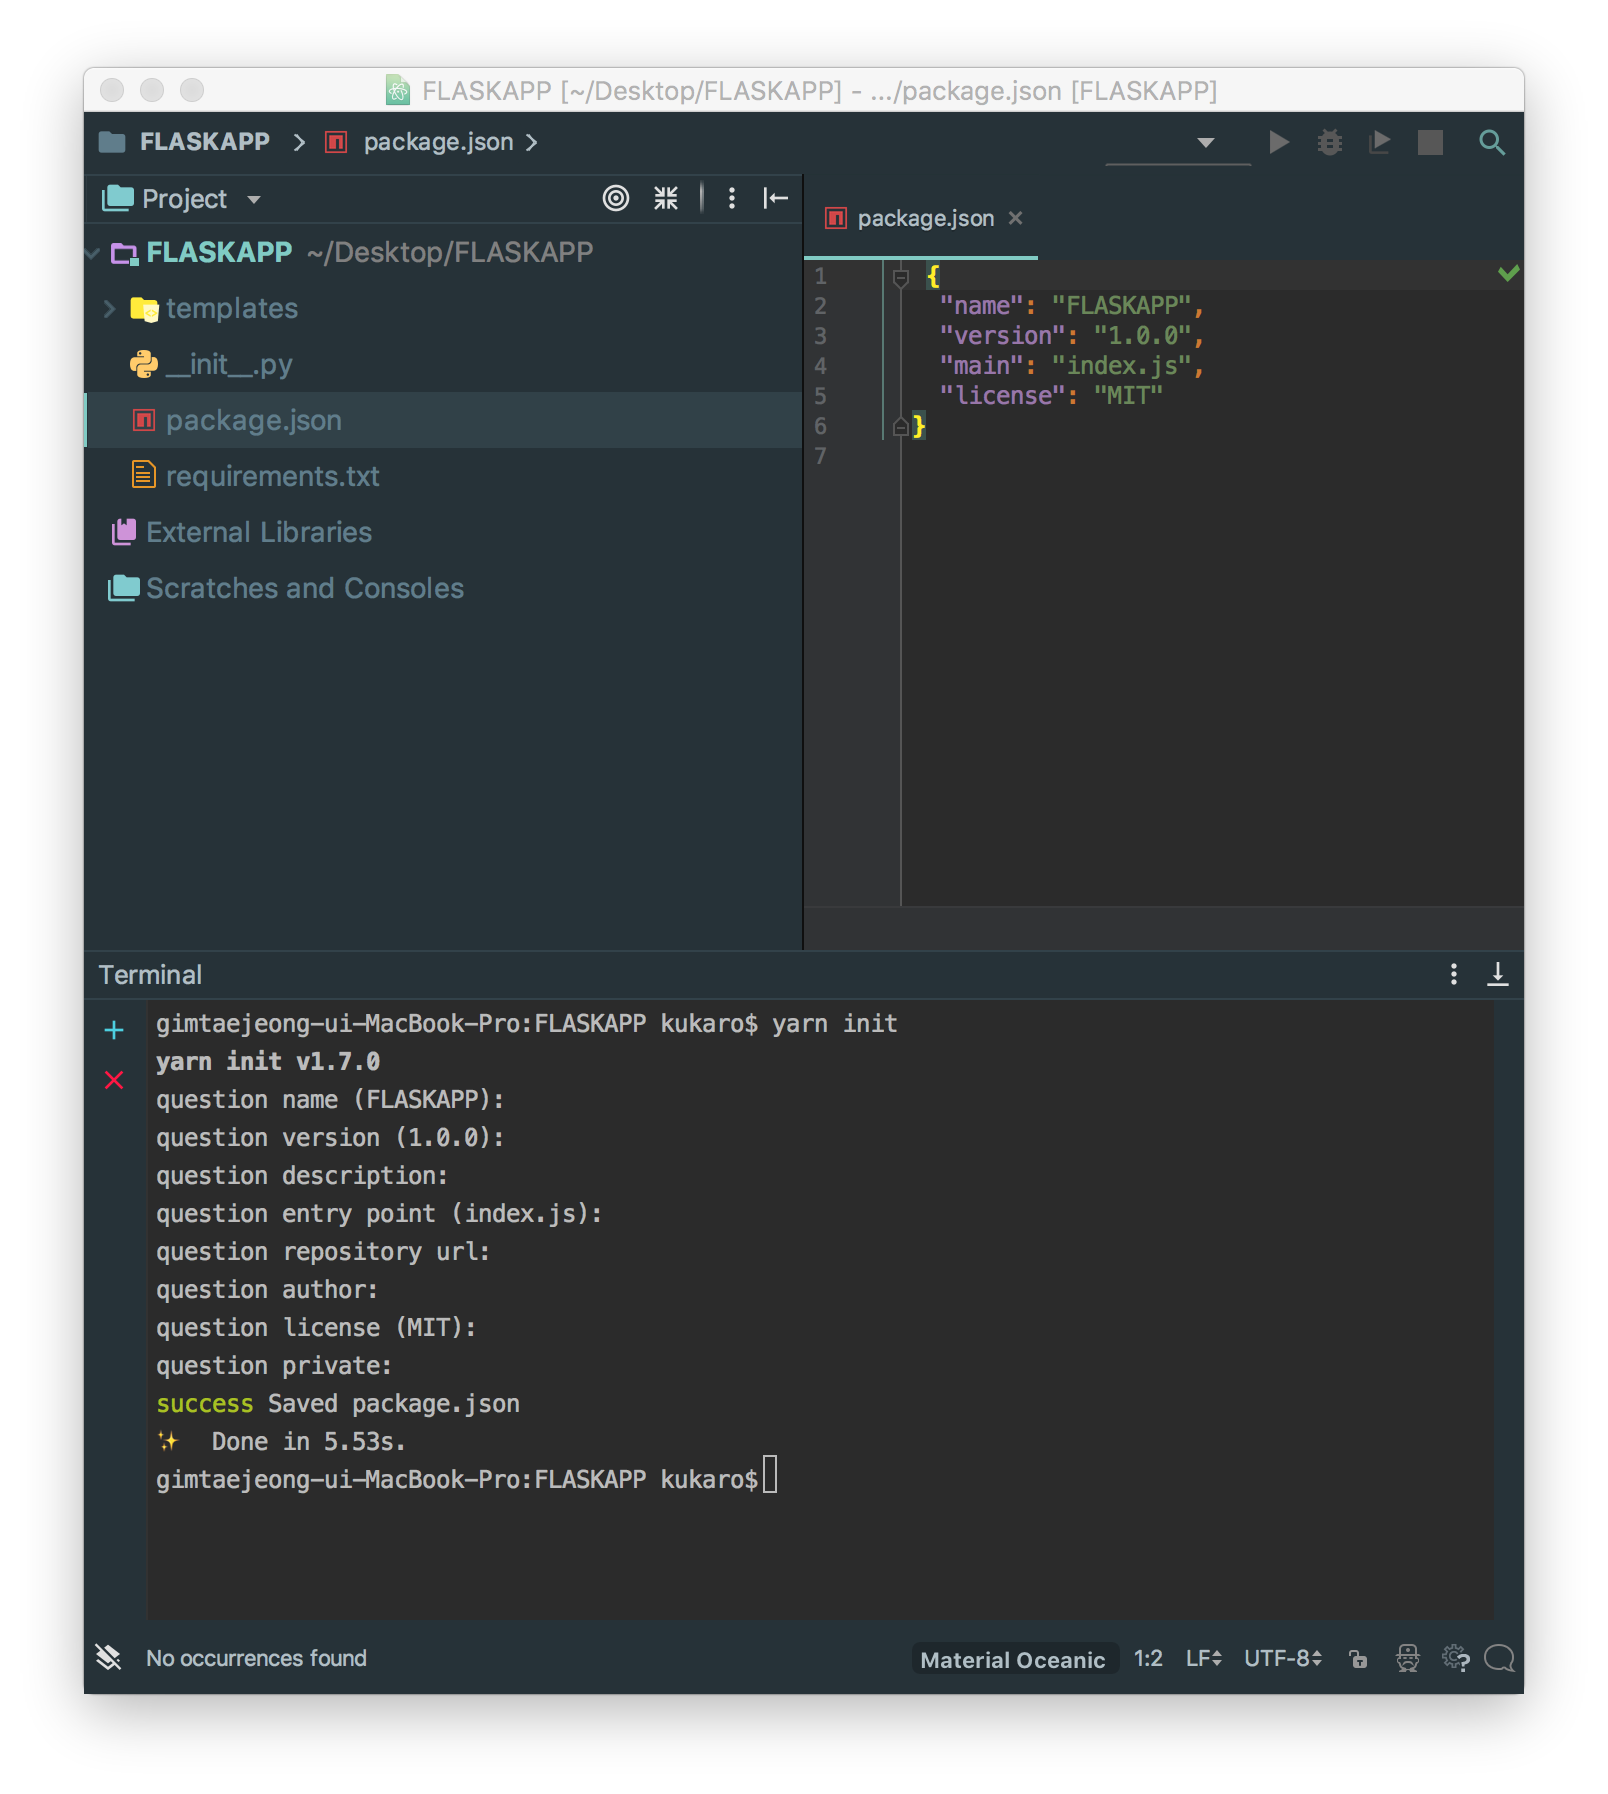 FLASKAPP [~/Desktop/FLASKAPP] - .../package.json [FLASKAPP]
FLASKAPP package.json
Project
FLASKAPP ~/Desktop/FLASKAPP
templates
__init__.py
package.json
requirements.txt
External Libraries
Scratches and Consoles
package.json
1 {
2 "name": "FLASKAPP",
3 "version": "1.0.0",
4 "main": "index.js",
5 "license": "MIT"
6 }
7
Terminal
gimtaejeong-ui-MacBook-Pro:FLASKAPP kukaro$ yarn init
yarn init v1.7.0
question name (FLASKAPP):
question version (1.0.0):
question description:
question entry point (index.js):
question repository url:
question author:
question license (MIT):
question private:
success Saved package.json
✨ Done in 5.53s.
gimtaejeong-ui-MacBook-Pro:FLASKAPP kukaro$
No occurrences found Material Oceanic 1:2 LF UTF-8